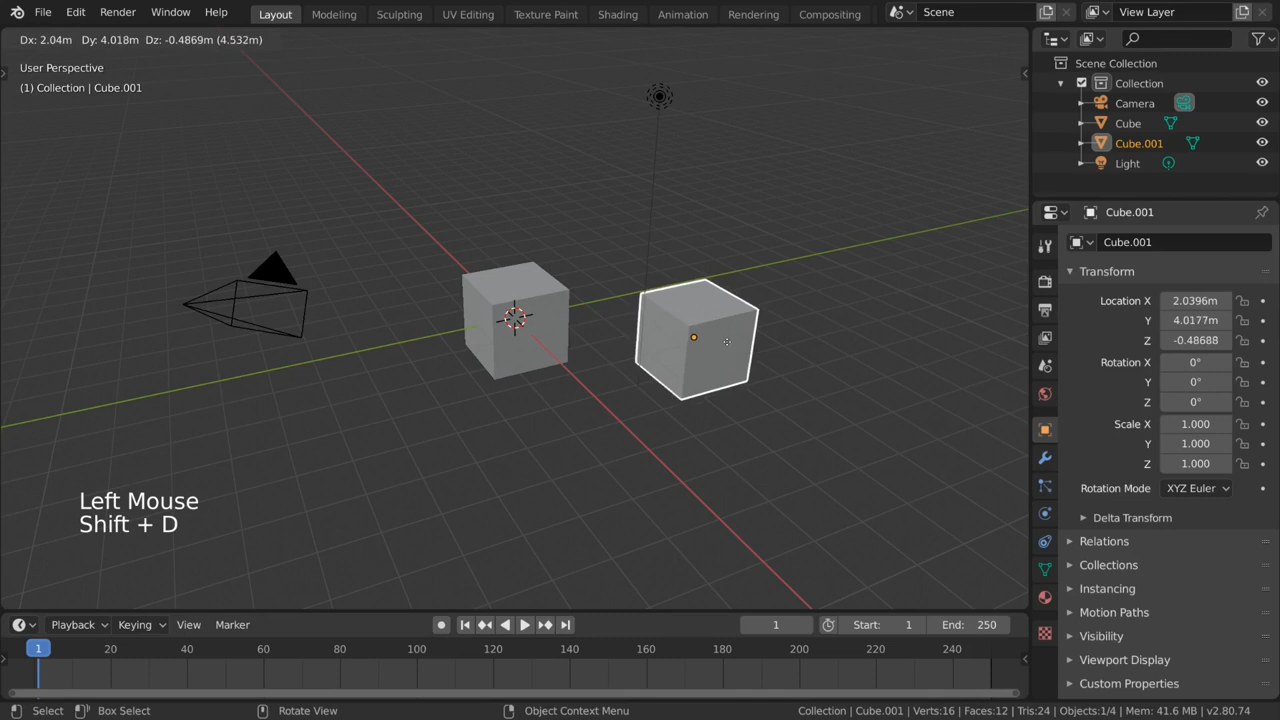 File Edit Render Window Help Layout Modeling Sculpting UV Editing Texture Paint Shading Animation Rendering Compositing Scene View Layer
Dx: 2.04m Dy: 4.018m Dz: -0.4869m (4.532m)
User Perspective
(1) Collection | Cube.001
Left Mouse
Shift + D
Scene Collection
Collection
Camera
Cube
Cube.001
Light
Cube.001
Cube.001
Transform
Location X 2.0396m
Y 4.0177m
Z -0.48688
Rotation X 0°
Y 0°
Z 0°
Scale X 1.000
Y 1.000
Z 1.000
Rotation Mode XYZ Euler
Delta Transform
Relations
Collections
Instancing
Motion Paths
Visibility
Viewport Display
Custom Properties
Playback Keying View Marker 1 Start: 1 End: 250
1 20 40 60 80 100 120 140 160 180 200 220 240
Select Box Select Rotate View Object Context Menu Collection | Cube.001 | Verts:16 | Faces:12 | Tris:24 | Objects:1/4 | Mem: 41.6 MB | v2.80.74